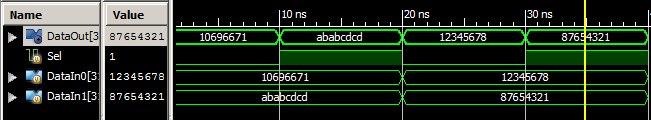 Name Value 10 ns 20 ns 30 ns
DataOut[3 87654321 10696671 ababcdcd 12345678 87654321
Sel 1
DataIn0[3 12345678 10696671 12345678
DataIn1[3 87654321 ababcdcd 87654321